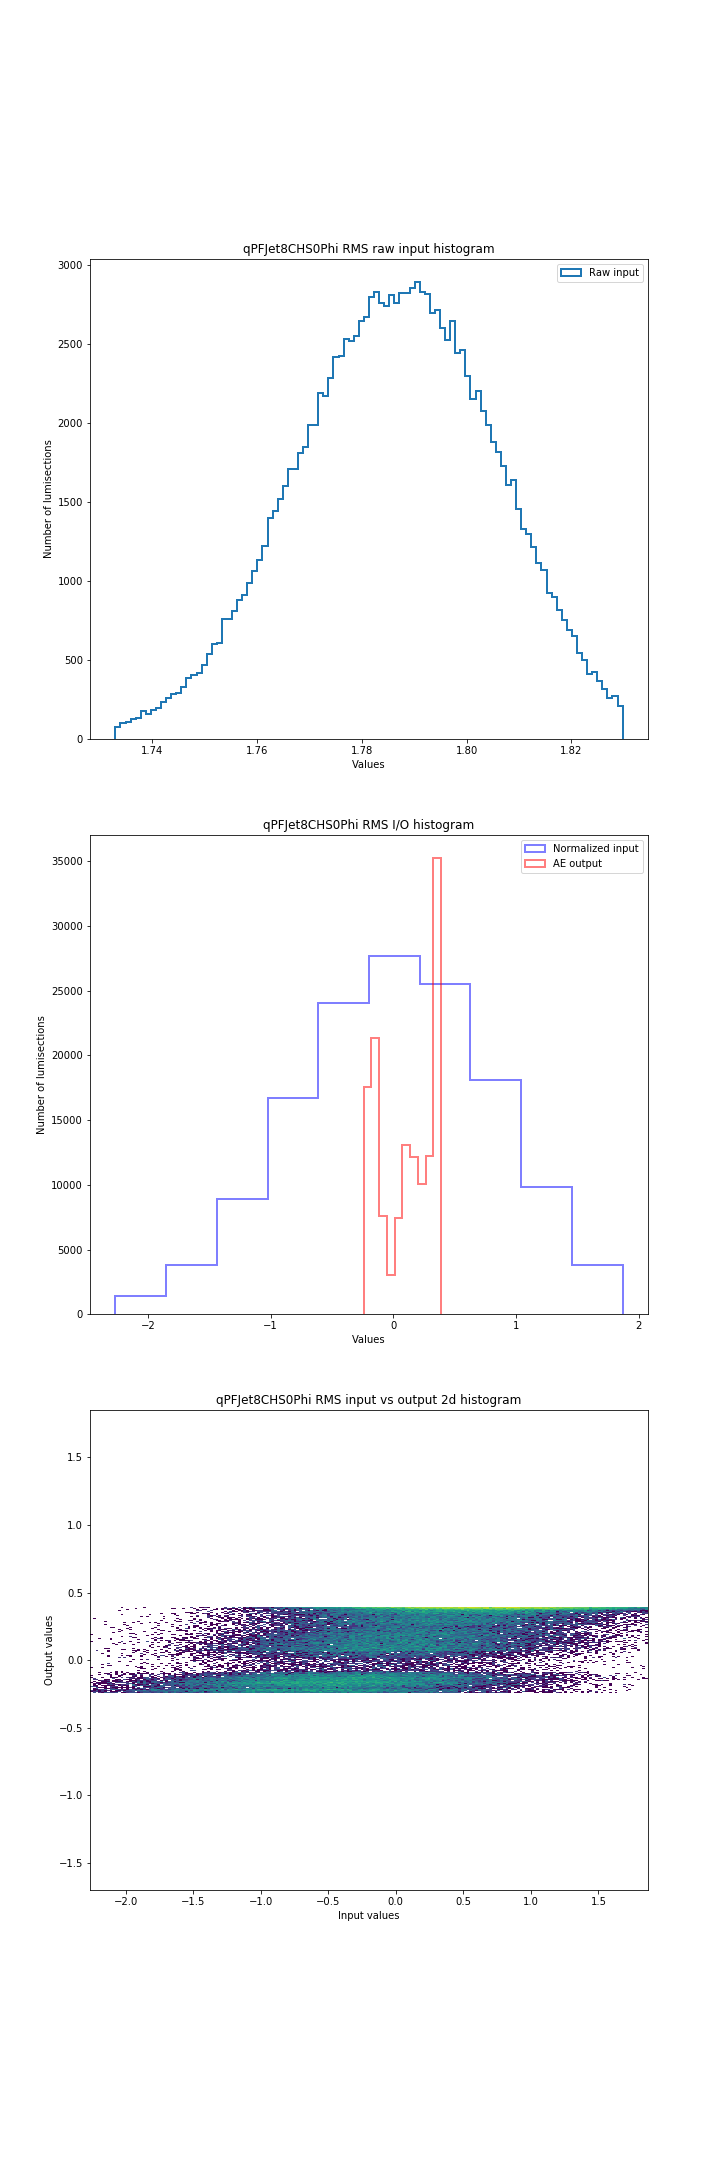 qPFJet8CHS0Phi RMS raw input histogram
Raw input
3000
2500
2000
1500
1000
500
0
Number of lumisections
1.74 1.76 1.78 1.80 1.82
Values
qPFJet8CHS0Phi RMS I/O histogram
Normalized input
AE output
35000
30000
25000
20000
15000
10000
5000
0
Number of lumisections
−2 −1 0 1 2
Values
qPFJet8CHS0Phi RMS input vs output 2d histogram
1.5
1.0
0.5
0.0
−0.5
−1.0
−1.5
Output values
−2.0 −1.5 −1.0 −0.5 0.0 0.5 1.0 1.5
Input values